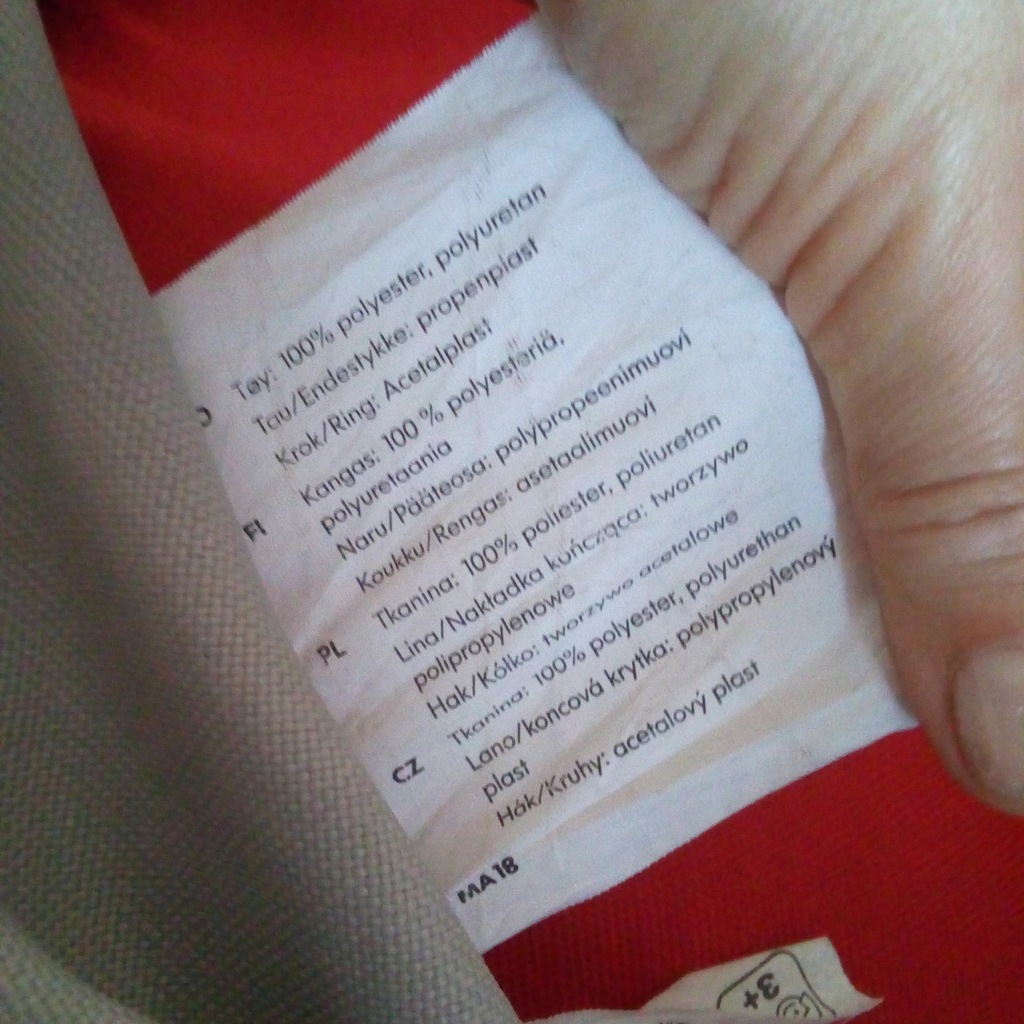 Tøy: 100% polyester, polyuretan
Tau/Endestykke: propenplast
Krok/Ring: Acetalplast
FI Kangas: 100 % polyesteriä,
polyuretaania
Naru/Pääteosa: polypropeenimuovi
Koukku/Rengas: asetaalimuovi
PL Tkanina: 100% poliester, poliuretan
Lina/Nakładka kończąca: tworzywo
polipropylenowe
Hak/Kółko: tworzywo acetalowe
CZ Tkanina: 100% polyester, polyurethan
Lano/koncová krytka: polypropylenový
plast
Hák/Kruhy: acetalový plast
MA 18
3+